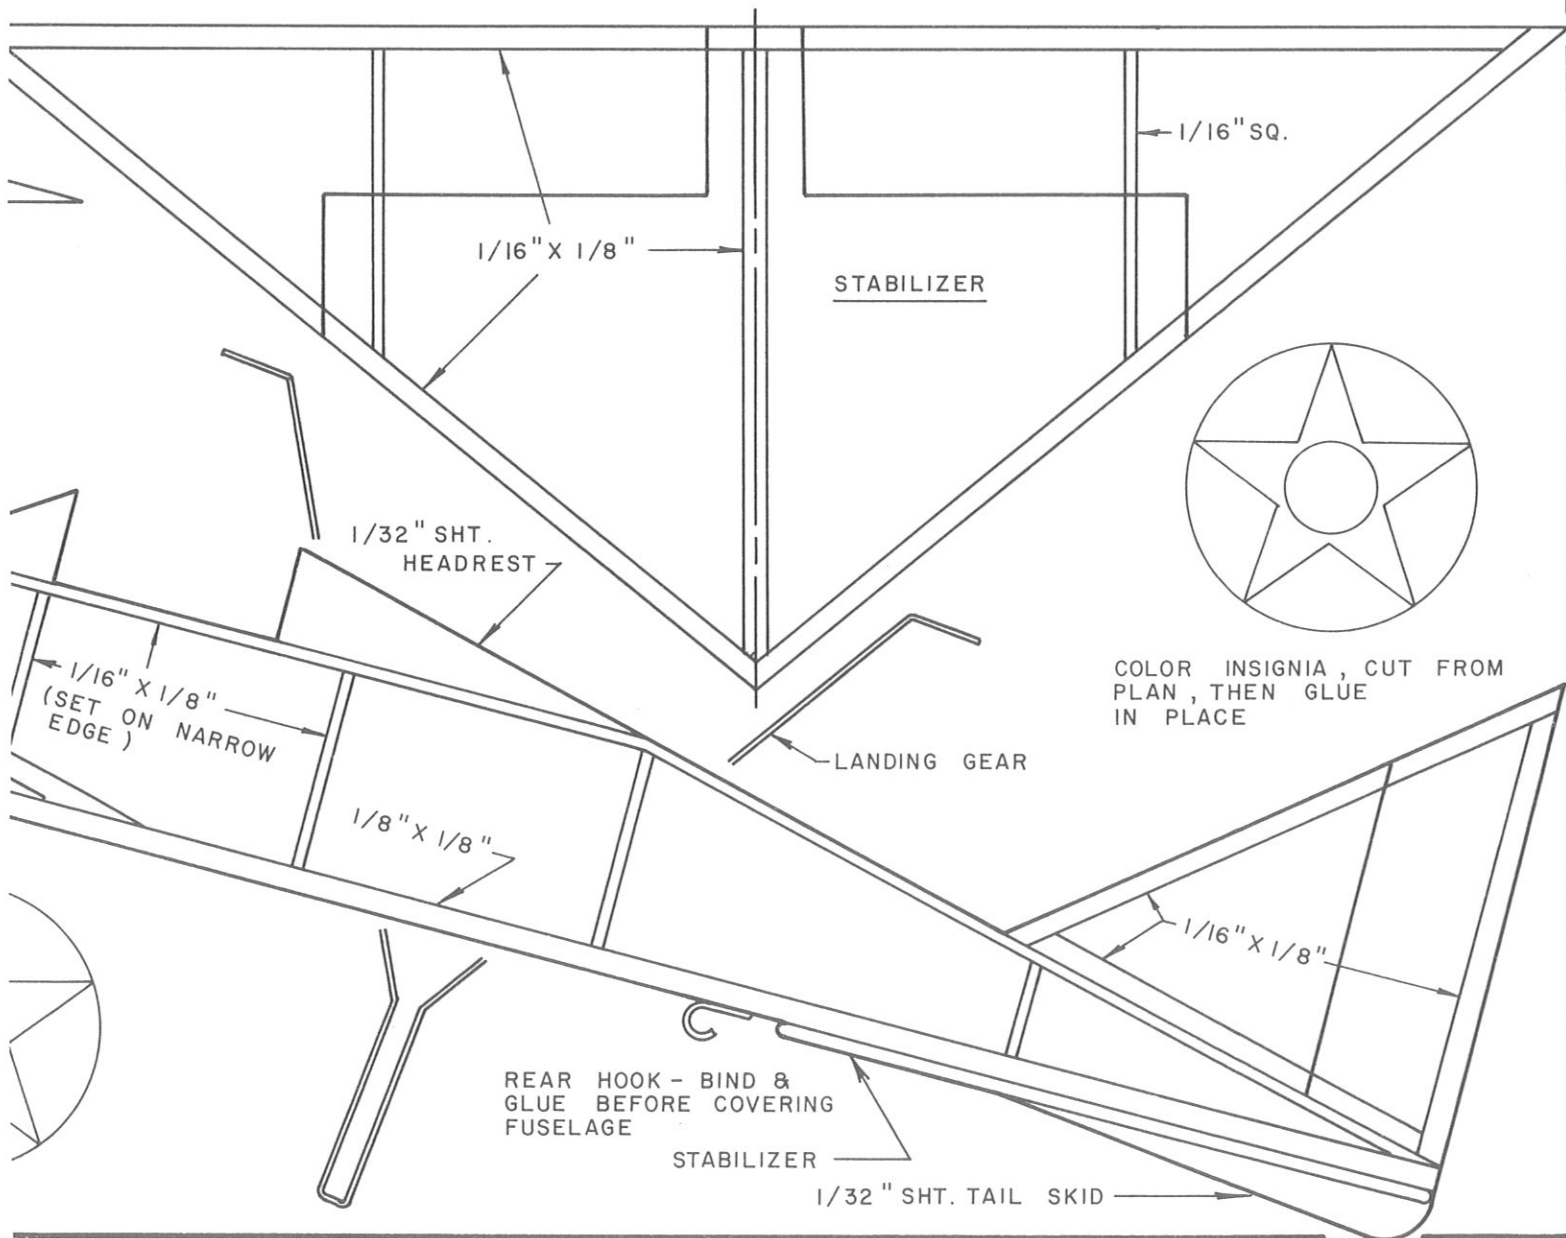 1/16" SQ.
1/16" X 1/8"
STABILIZER
1/32" SHT.
HEADREST
COLOR INSIGNIA, CUT FROM
PLAN, THEN GLUE
IN PLACE
1/16" X 1/8"
(SET ON NARROW
EDGE)
LANDING GEAR
1/8" X 1/8"
1/16" X 1/8"
REAR HOOK - BIND &
GLUE BEFORE COVERING
FUSELAGE
STABILIZER
1/32" SHT. TAIL SKID